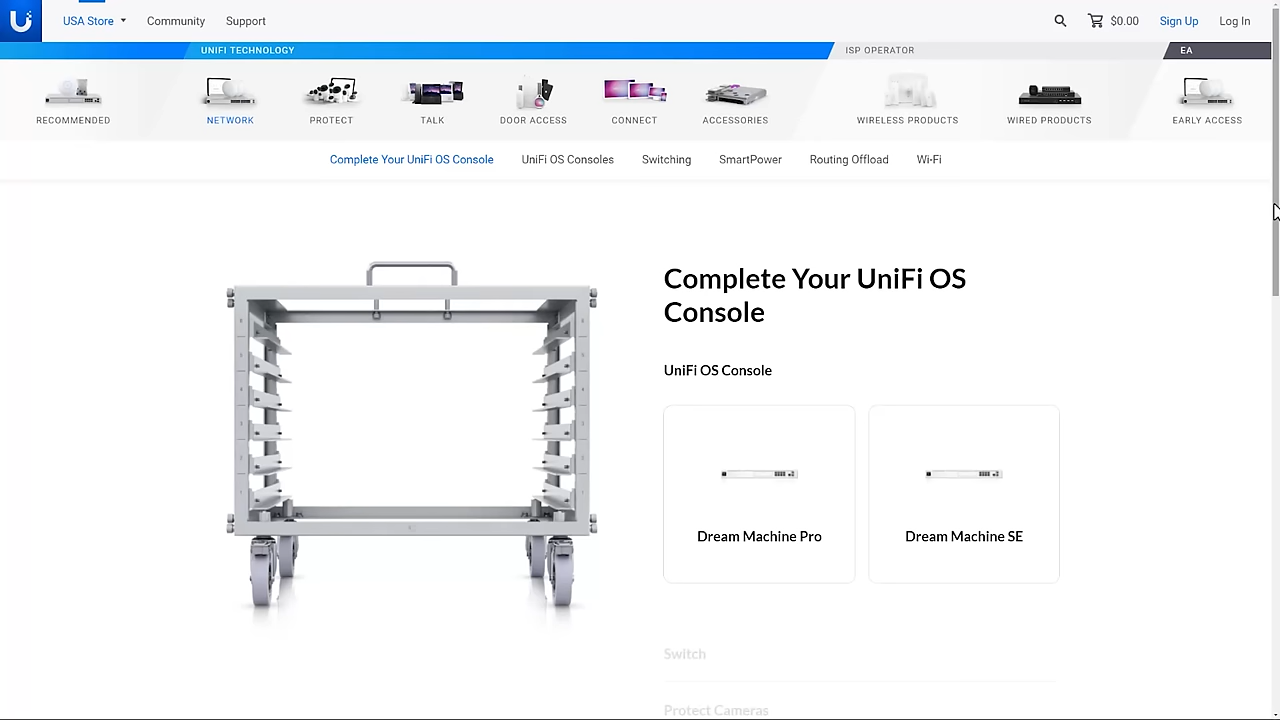 USA Store Community Support $0.00 Sign Up Log In
UNIFI TECHNOLOGY ISP OPERATOR EA
RECOMMENDED NETWORK PROTECT TALK DOOR ACCESS CONNECT ACCESSORIES WIRELESS PRODUCTS WIRED PRODUCTS EARLY ACCESS
Complete Your UniFi OS Console UniFi OS Consoles Switching SmartPower Routing Offload Wi-Fi
Complete Your UniFi OS
Console
UniFi OS Console
Dream Machine Pro Dream Machine SE
Switch
Protect Cameras